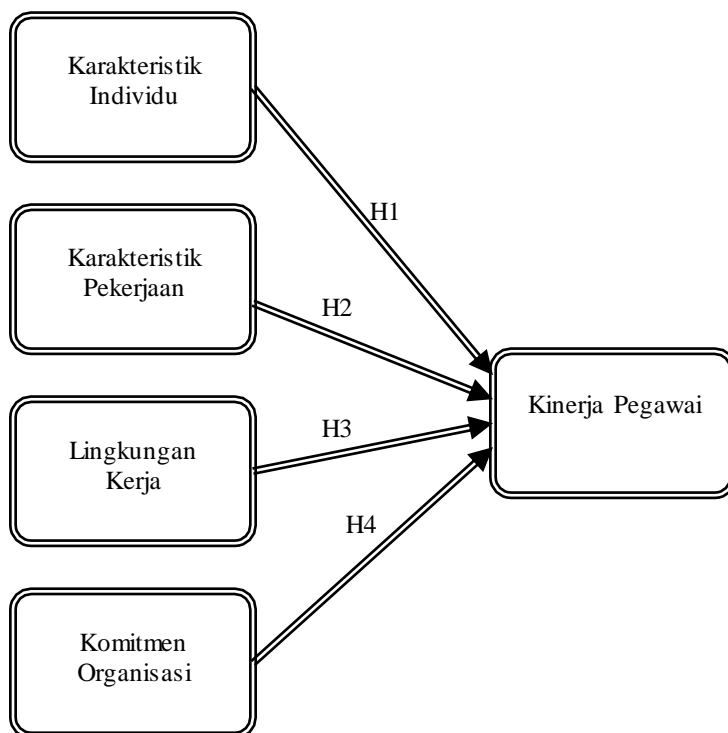 Karakteristik
Individu
H1
Karakteristik
Pekerjaan
H2
Kinerja Pegawai
Lingkungan
Kerja
H3
H4
Komitmen
Organisasi